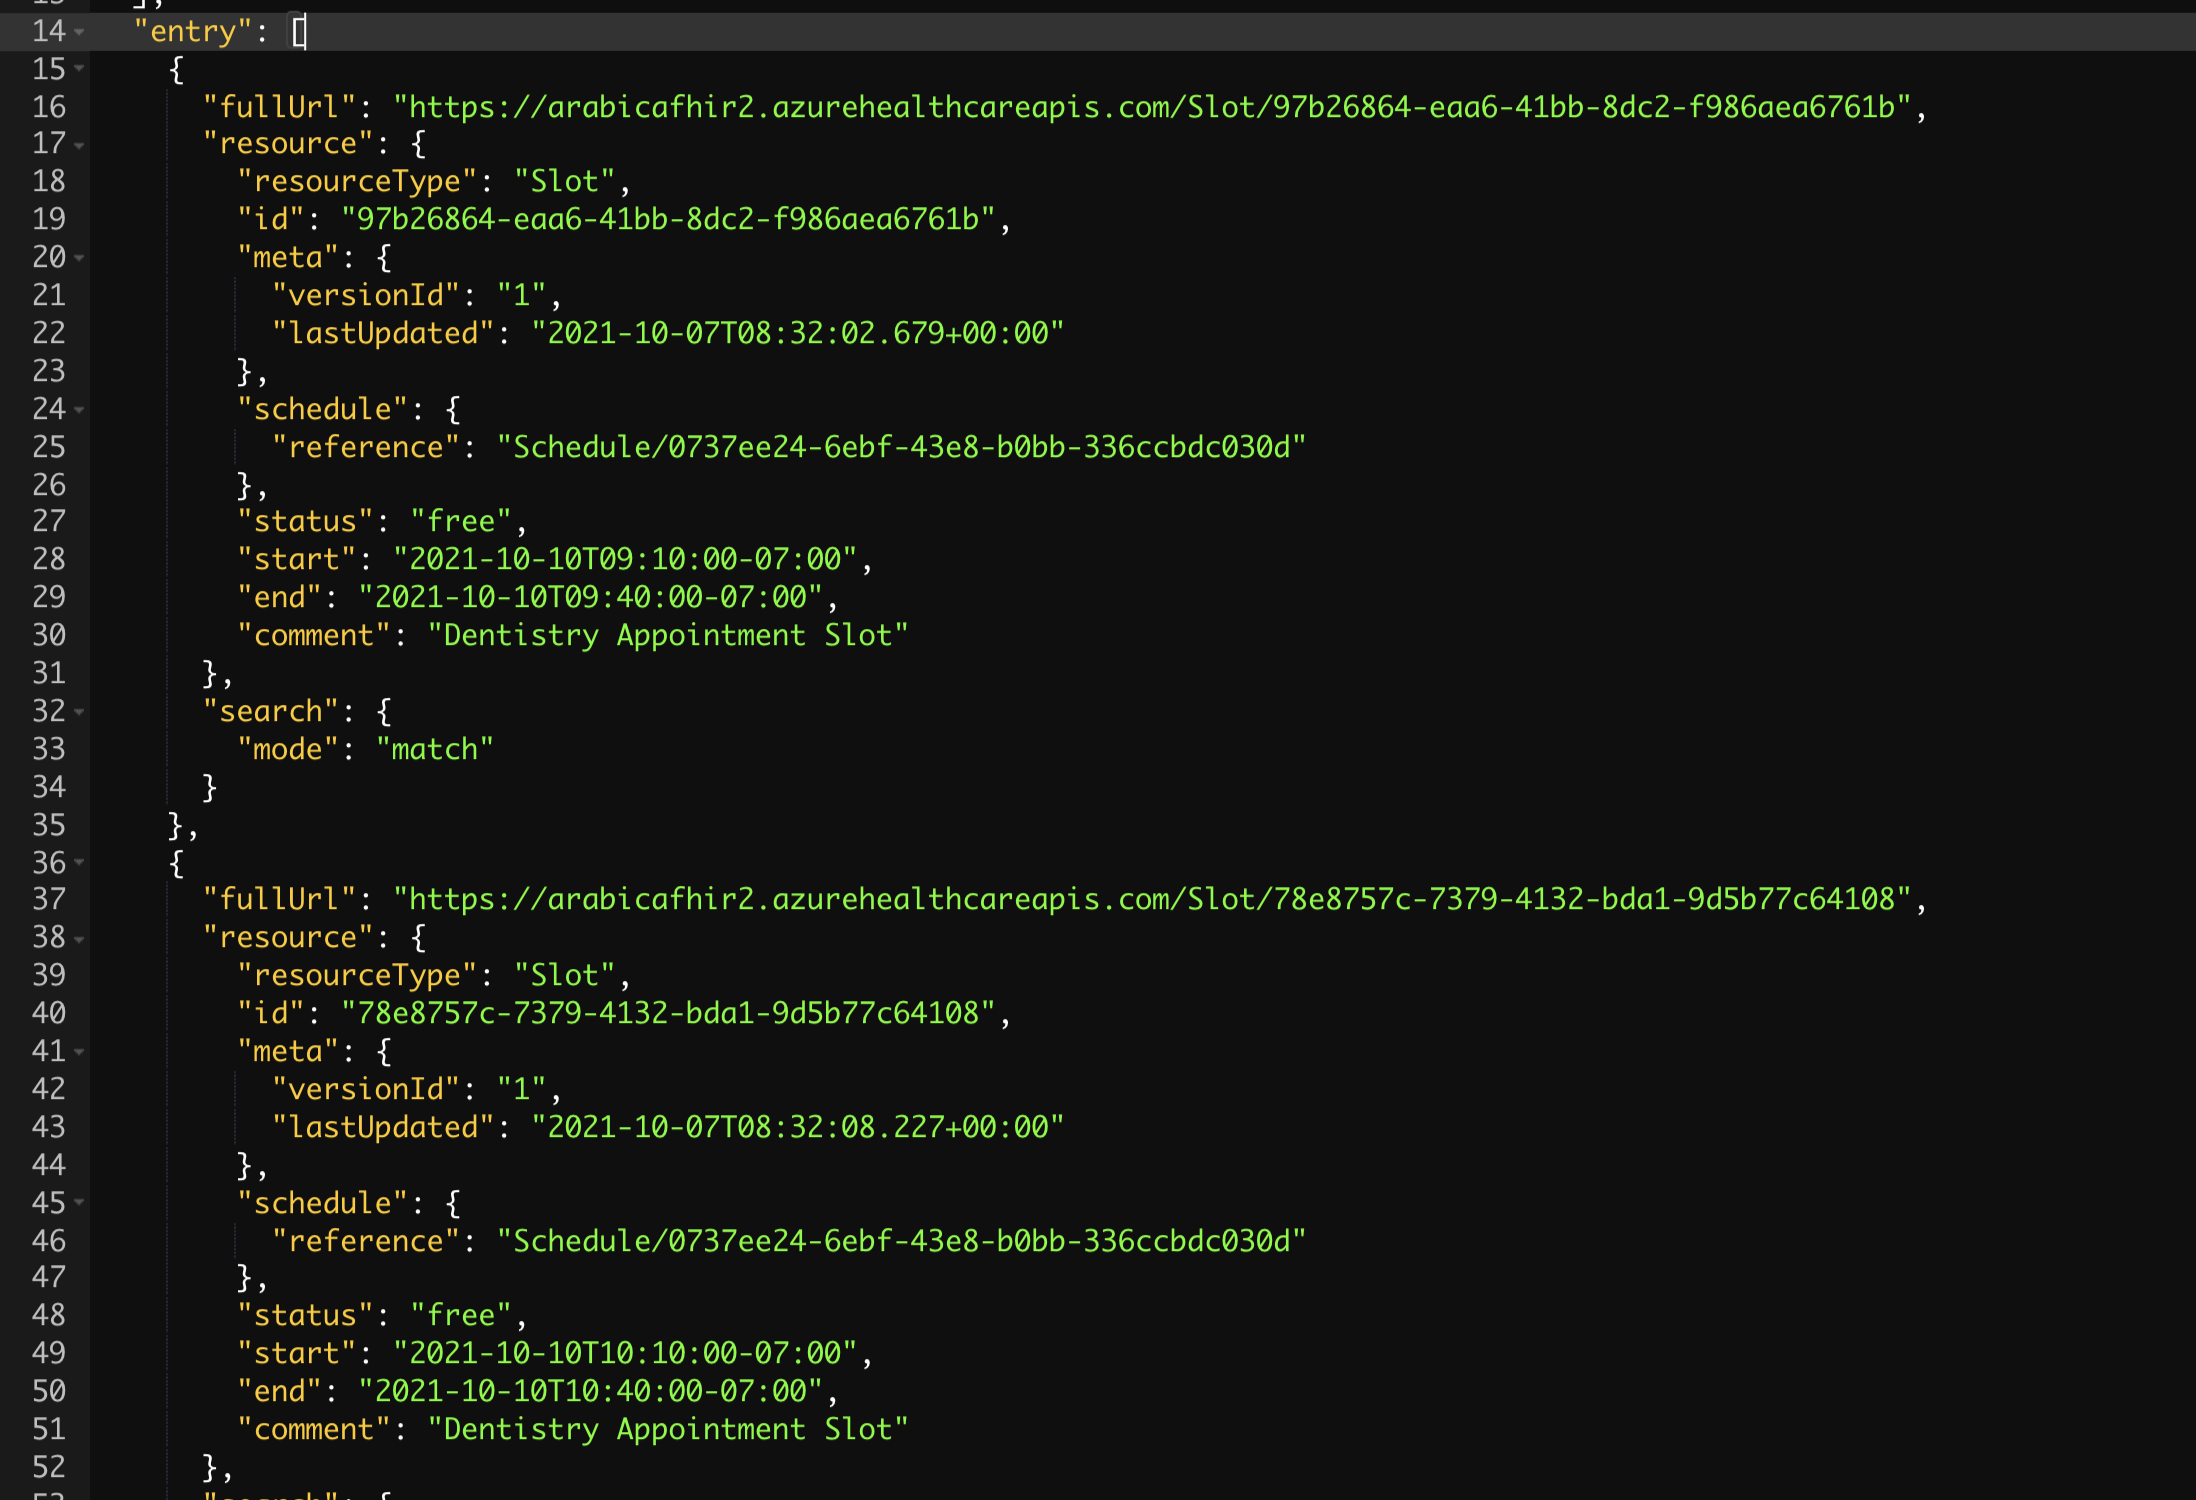 ],
14 "entry": [
15 {
16 "fullUrl": "https://arabicafhir2.azurehealthcareapis.com/Slot/97b26864-eaa6-41bb-8dc2-f986aea6761b",
17 "resource": {
18 "resourceType": "Slot",
19 "id": "97b26864-eaa6-41bb-8dc2-f986aea6761b",
20 "meta": {
21 "versionId": "1",
22 "lastUpdated": "2021-10-07T08:32:02.679+00:00"
23 },
24 "schedule": {
25 "reference": "Schedule/0737ee24-6ebf-43e8-b0bb-336ccbdc030d"
26 },
27 "status": "free",
28 "start": "2021-10-10T09:10:00-07:00",
29 "end": "2021-10-10T09:40:00-07:00",
30 "comment": "Dentistry Appointment Slot"
31 },
32 "search": {
33 "mode": "match"
34 }
35 },
36 {
37 "fullUrl": "https://arabicafhir2.azurehealthcareapis.com/Slot/78e8757c-7379-4132-bda1-9d5b77c64108",
38 "resource": {
39 "resourceType": "Slot",
40 "id": "78e8757c-7379-4132-bda1-9d5b77c64108",
41 "meta": {
42 "versionId": "1",
43 "lastUpdated": "2021-10-07T08:32:08.227+00:00"
44 },
45 "schedule": {
46 "reference": "Schedule/0737ee24-6ebf-43e8-b0bb-336ccbdc030d"
47 },
48 "status": "free",
49 "start": "2021-10-10T10:10:00-07:00",
50 "end": "2021-10-10T10:40:00-07:00",
51 "comment": "Dentistry Appointment Slot"
52 },